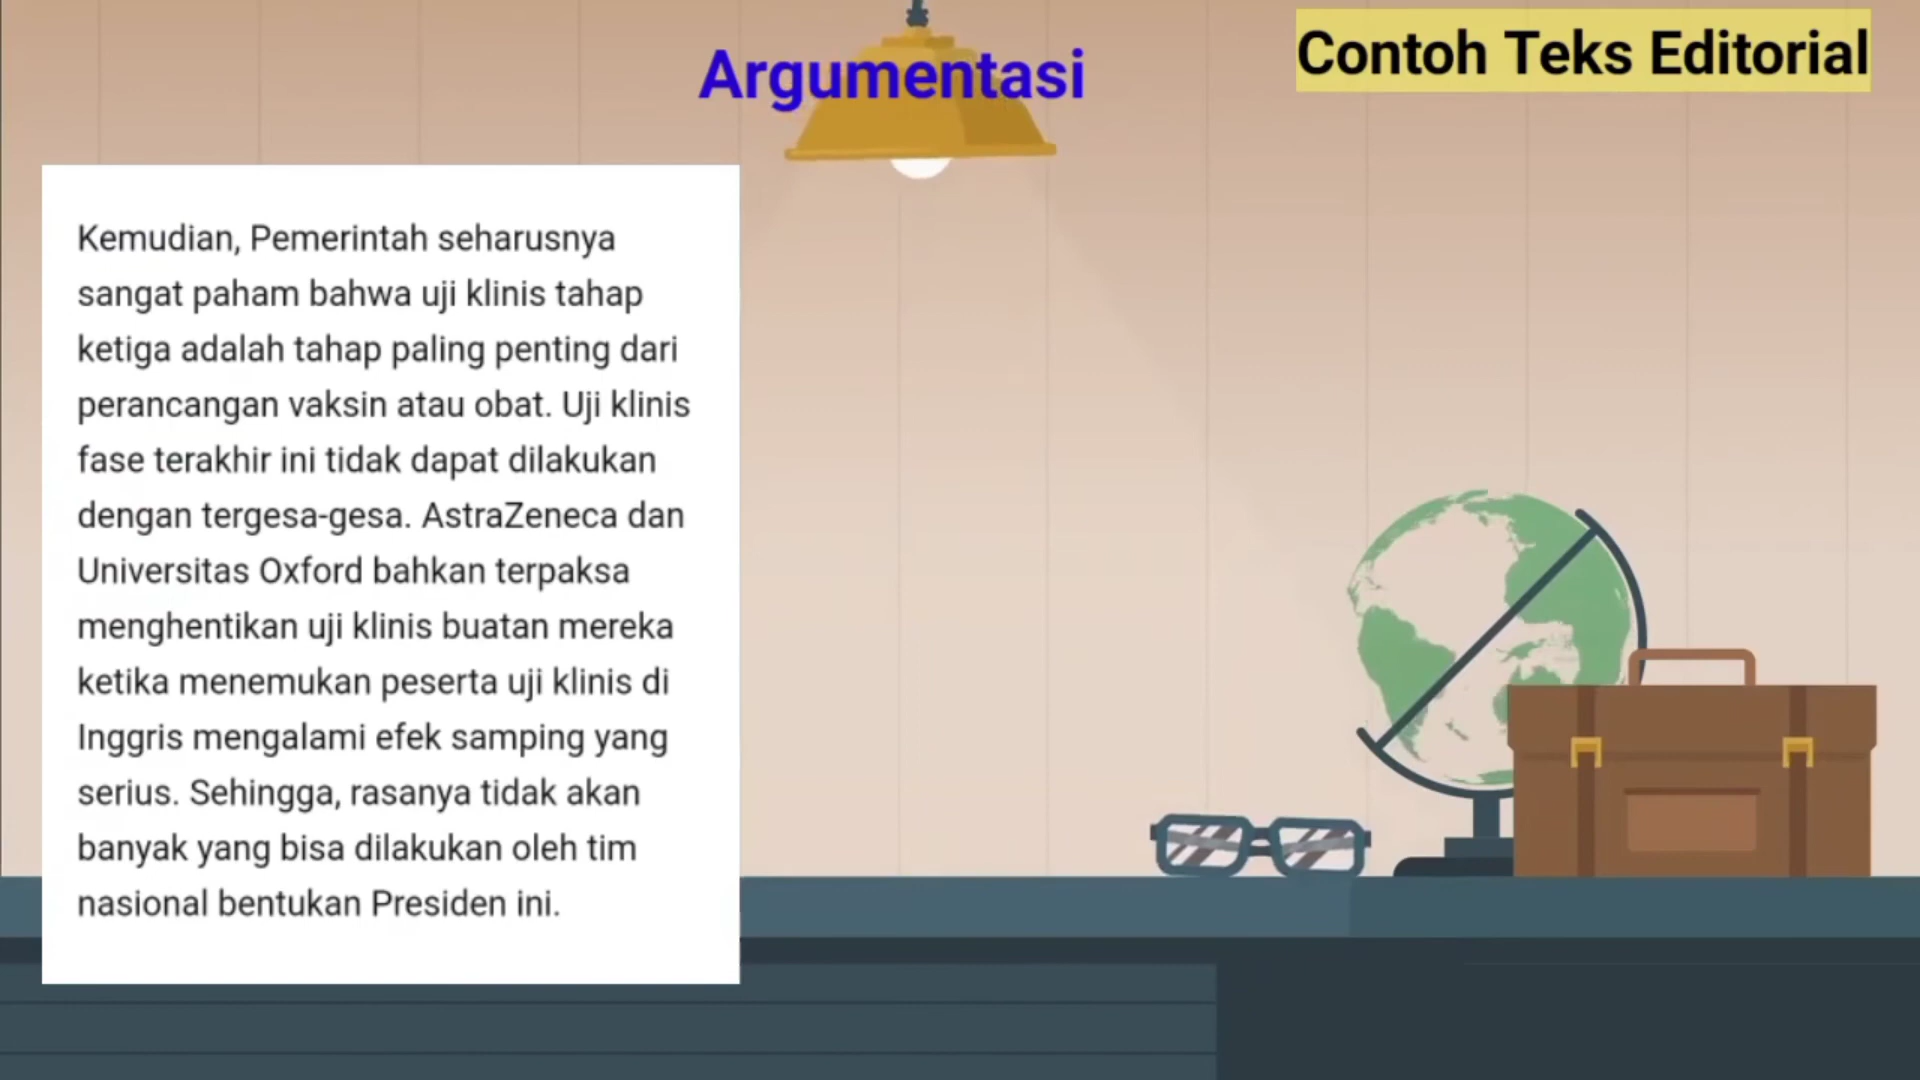 Argumentasi
Contoh Teks Editorial
Kemudian, Pemerintah seharusnya
sangat paham bahwa uji klinis tahap
ketiga adalah tahap paling penting dari
perancangan vaksin atau obat. Uji klinis
fase terakhir ini tidak dapat dilakukan
dengan tergesa-gesa. AstraZeneca dan
Universitas Oxford bahkan terpaksa
menghentikan uji klinis buatan mereka
ketika menemukan peserta uji klinis di
Inggris mengalami efek samping yang
serius. Sehingga, rasanya tidak akan
banyak yang bisa dilakukan oleh tim
nasional bentukan Presiden ini.